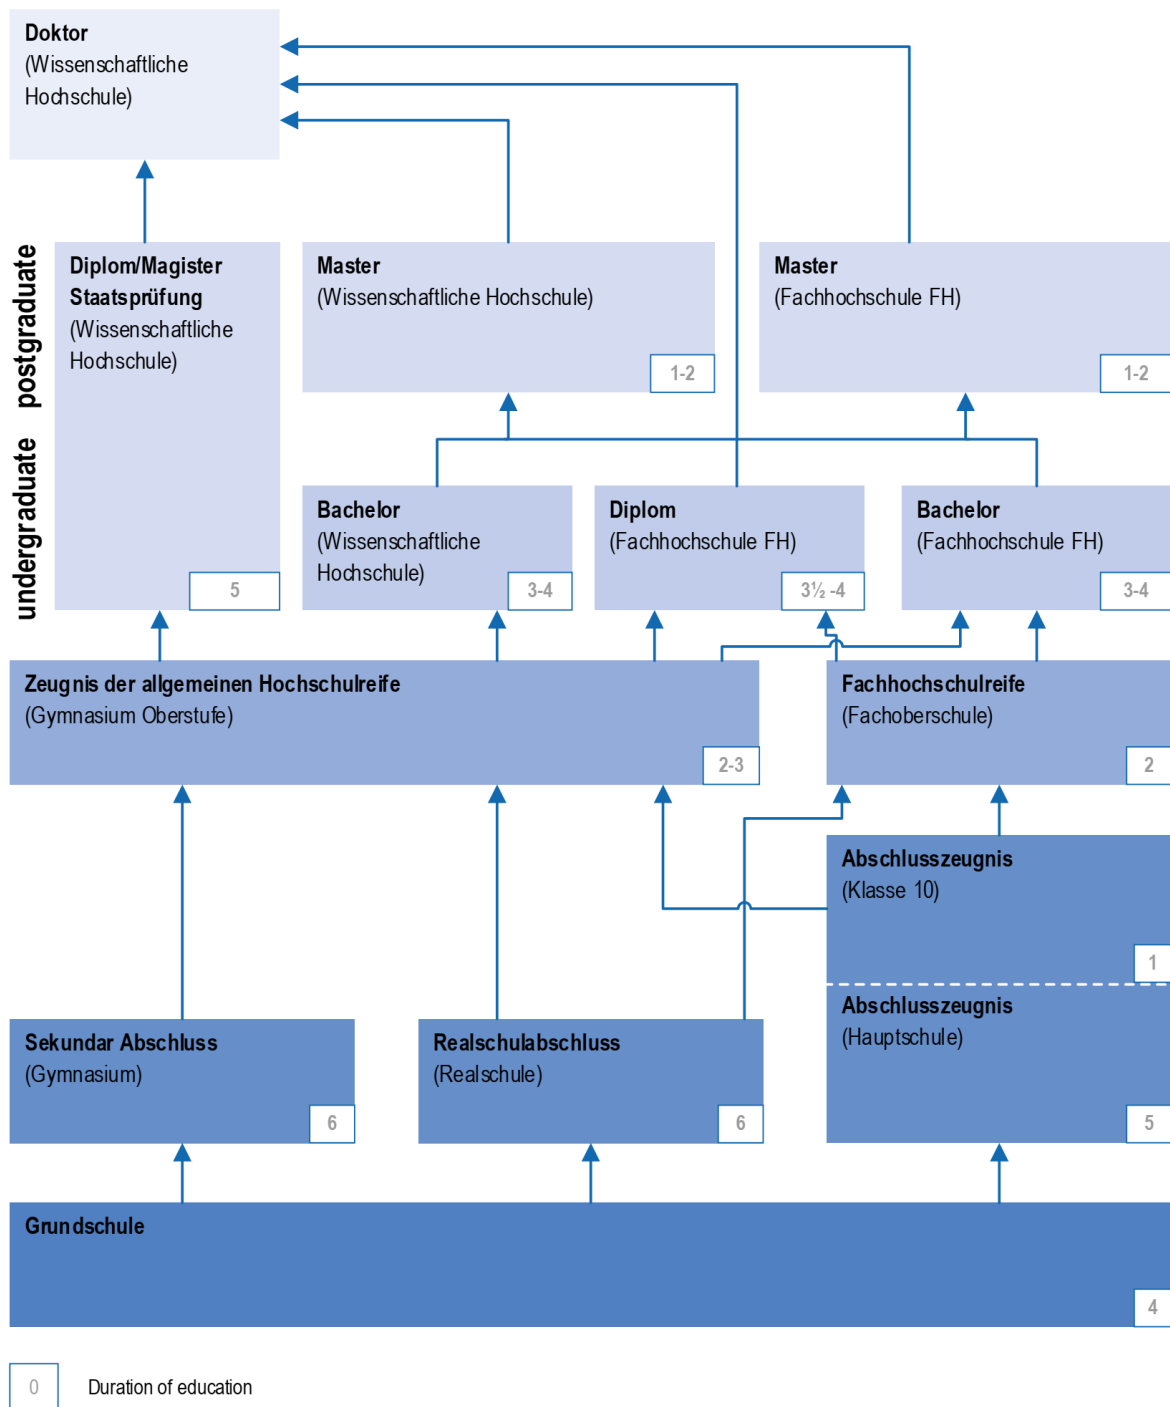 Doktor
(Wissenschaftliche
Hochschule)
postgraduate
undergraduate
Diplom/Magister
Staatsprüfung
(Wissenschaftliche
Hochschule)
5
Master
(Wissenschaftliche Hochschule)
1-2
Master
(Fachhochschule FH)
1-2
Bachelor
(Wissenschaftliche
Hochschule)
3-4
Diplom
(Fachhochschule FH)
3½ -4
Bachelor
(Fachhochschule FH)
3-4
Zeugnis der allgemeinen Hochschulreife
(Gymnasium Oberstufe)
2-3
Fachhochschulreife
(Fachoberschule)
2
Abschlusszeugnis
(Klasse 10)
1
Sekundar Abschluss
(Gymnasium)
6
Realschulabschluss
(Realschule)
6
Abschlusszeugnis
(Hauptschule)
5
Grundschule
4
0 Duration of education